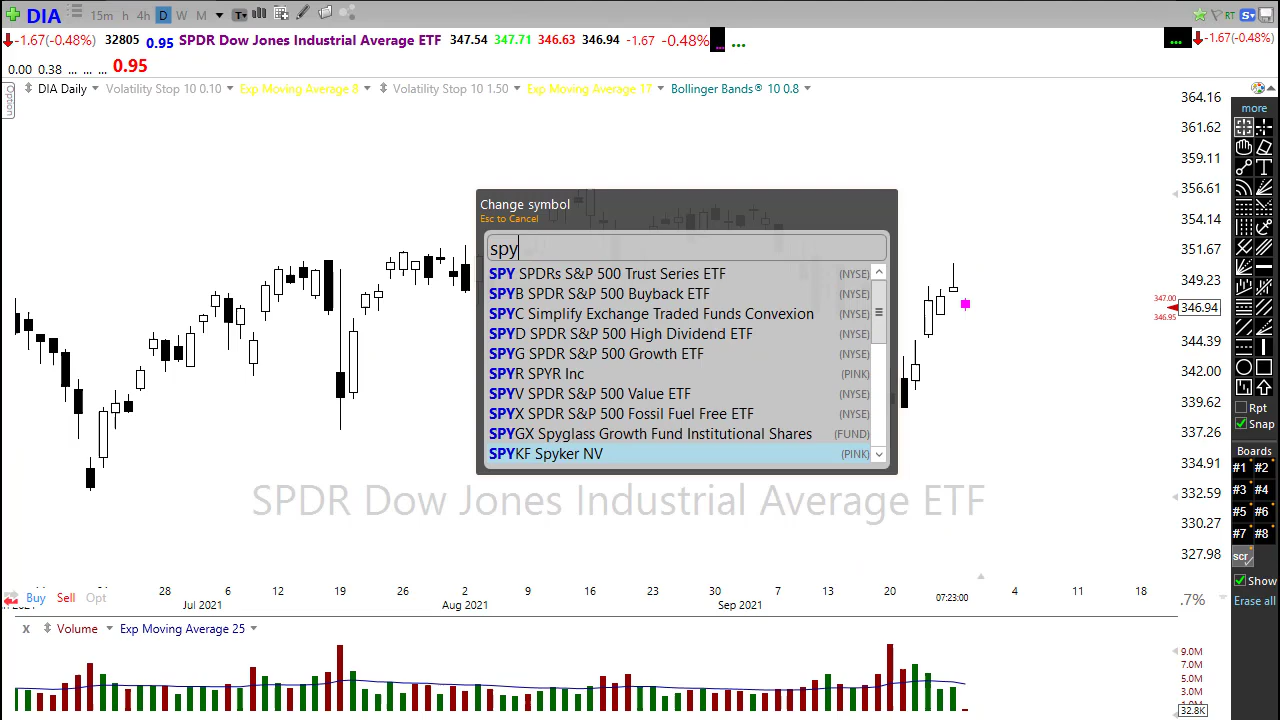 DIA 15m h 4h D W M T RT S
-1.67(-0.48%) 32805 0.95 SPDR Dow Jones Industrial Average ETF 347.54 347.71 346.63 346.94 -1.67 -0.48% ... ... ... -1.67(-0.48%)
0.00 0.38 ... ... ... 0.95
Option
DIA Daily Volatility Stop 10 0.10 Exp Moving Average 8 Volatility Stop 10 1.50 Exp Moving Average 17 Bollinger Bands® 10 0.8
364.16
361.62
359.11
356.61
354.14
351.67
349.23
347.00
346.94
346.95
344.39
342.00
339.62
337.26
334.91
332.59
330.27
327.98
more
Rpt
Snap
Boards
#1 #2
#3 #4
#5 #6
#7 #8
scr
Show
Erase all
Change symbol
Esc to Cancel
spy
SPY SPDRs S&P 500 Trust Series ETF (NYSE)
SPYB SPDR S&P 500 Buyback ETF (NYSE)
SPYC Simplify Exchange Traded Funds Convexion (NYSE)
SPYD SPDR S&P 500 High Dividend ETF (NYSE)
SPYG SPDR S&P 500 Growth ETF (NYSE)
SPYR SPYR Inc (PINK)
SPYV SPDR S&P 500 Value ETF (NYSE)
SPYX SPDR S&P 500 Fossil Fuel Free ETF (NYSE)
SPYGX Spyglass Growth Fund Institutional Shares (FUND)
SPYKF Spyker NV (PINK)
SPDR Dow Jones Industrial Average ETF
28 6 12 19 26 2 9 16 23 30 7 13 20 07:23:00 4 11 18
Buy Sell Opt .7%
Jul 2021 Aug 2021 Sep 2021
X Volume Exp Moving Average 25
9.0M
7.0M
5.0M
3.0M
32.8K